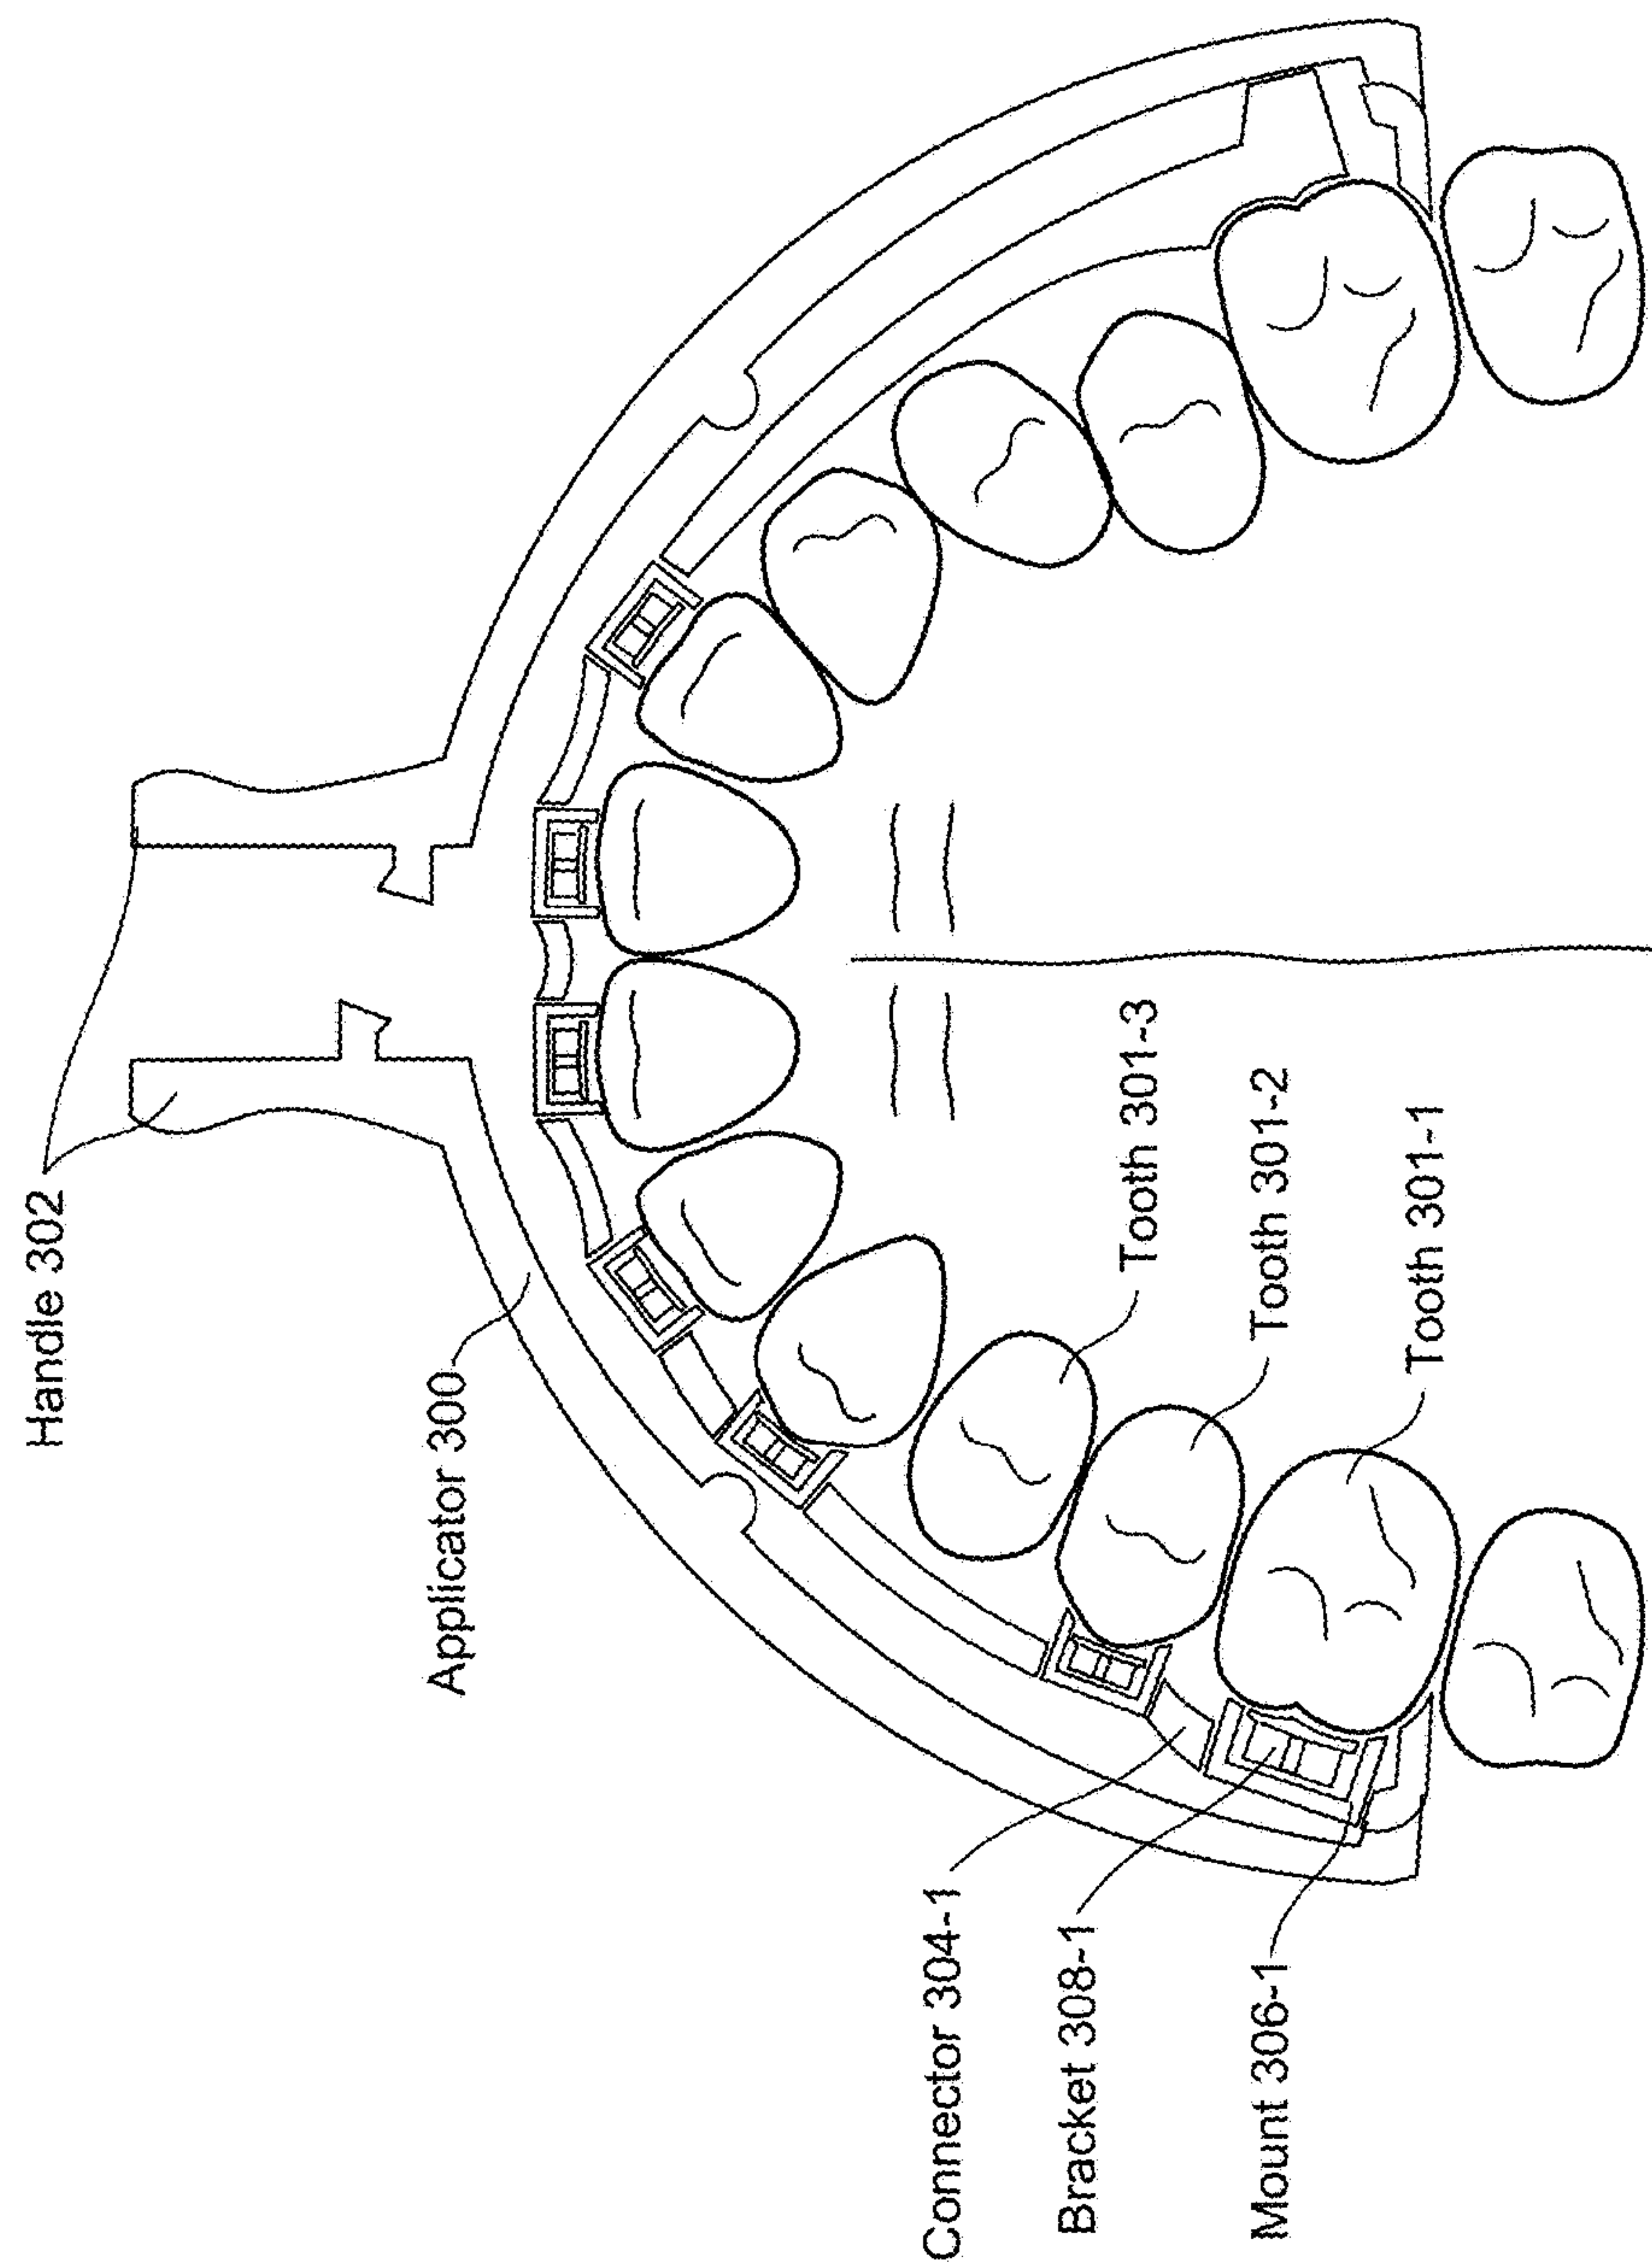 Handle 302
Applicator 300
Connector 304-1
Bracket 308-1
Mount 306-1
Tooth 301-3
Tooth 301-2
Tooth 301-1